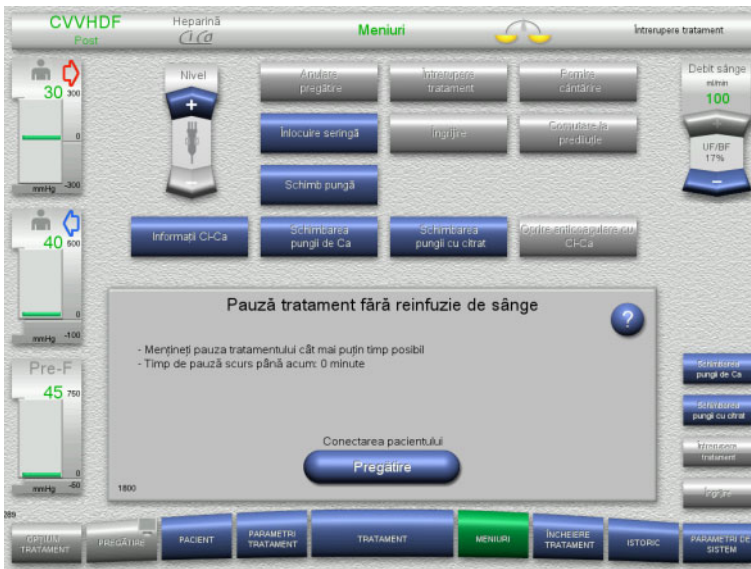 CVVHDF
Post
Heparină
Ci Ca
Meniuri
Întrerupere tratament
30
300
0
mmHg -300
Nivel
+
Anulare
pregătire
Întrerupere
tratament
Pornire
cântărire
Înlocuire seringă
Îngrijire
Comutare la
prediluție
Schimb pungă
Debit sânge
ml/min
100
+
UF/BF
17%
–
40
600
0
mmHg -100
Informații Ci-Ca
Schimbarea
pungii de Ca
Schimbarea
pungii cu citrat
Oprire anticoagulare cu
Ci-Ca
Pauză tratament fără reinfuzie de sânge
?
- Mențineți pauza tratamentului cât mai puțin timp posibil
- Timp de pauză scurs până acum: 0 minute
Conectarea pacientului
Pregătire
1800
Pre-F
45
750
0
mmHg -50
Schimbarea
pungii de Ca
Schimbarea
pungii cu citrat
Întrerupere
tratament
Îngrijire
289
OPȚIUNI
TRATAMENT
PREGĂTIRE
PACIENT
PARAMETRI
TRATAMENT
TRATAMENT
MENIURI
ÎNCHEIERE
TRATAMENT
ISTORIC
PARAMETRI DE
SISTEM